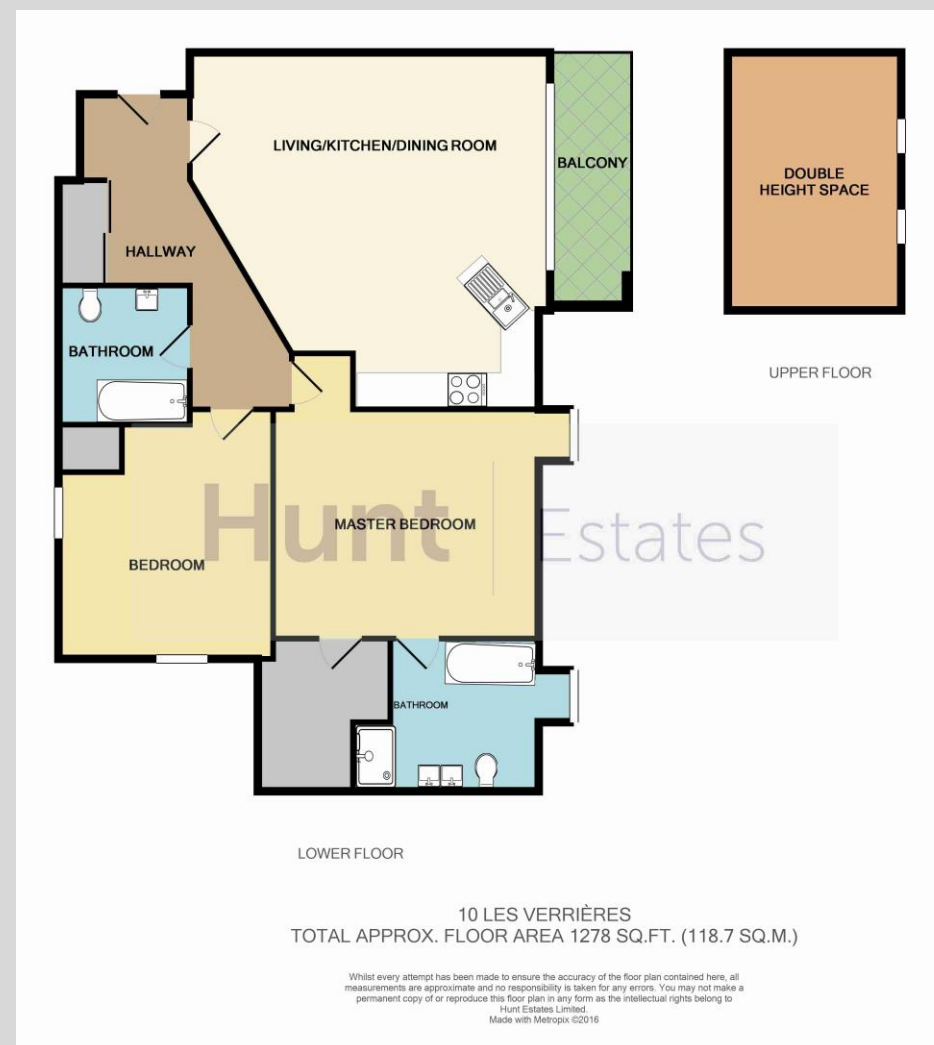 LIVING/KITCHEN/DINING ROOM
BALCONY
DOUBLE
HEIGHT SPACE
HALLWAY
BATHROOM
UPPER FLOOR
MASTER BEDROOM
Hunt Estates
BEDROOM
BATHROOM
LOWER FLOOR
10 LES VERRIÈRES
TOTAL APPROX. FLOOR AREA 1278 SQ.FT. (118.7 SQ.M.)
Whilst every attempt has been made to ensure the accuracy of the floor plan contained here, all
measurements are approximate and no responsibility is taken for any errors. You may not make a
permanent copy of or reproduce this floor plan in any form as the intellectual rights belong to
Hunt Estates Limited.
Made with Metropix ©2016